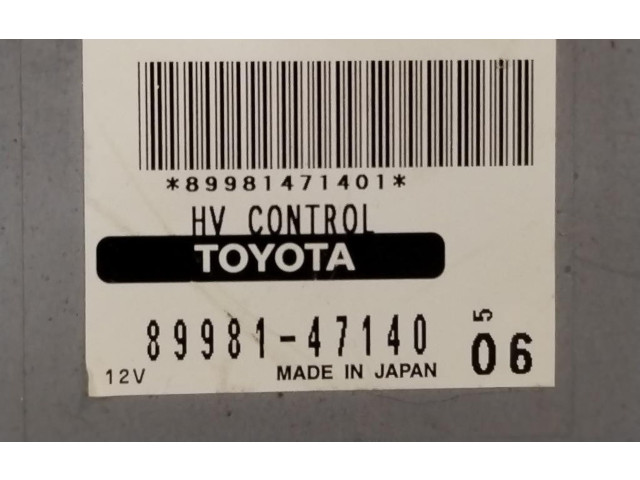 *89981471401*
HV CONTROL
TOYOTA
89981-47140
5
06
12V
MADE IN JAPAN